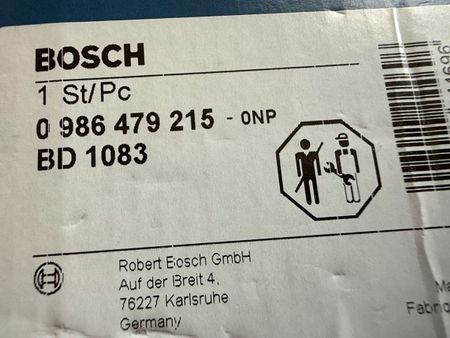 BOSCH
1 St/Pc
0 986 479 215 - 0NP
BD 1083
Robert Bosch GmbH
Auf der Breit 4,
76227 Karlsruhe
Germany